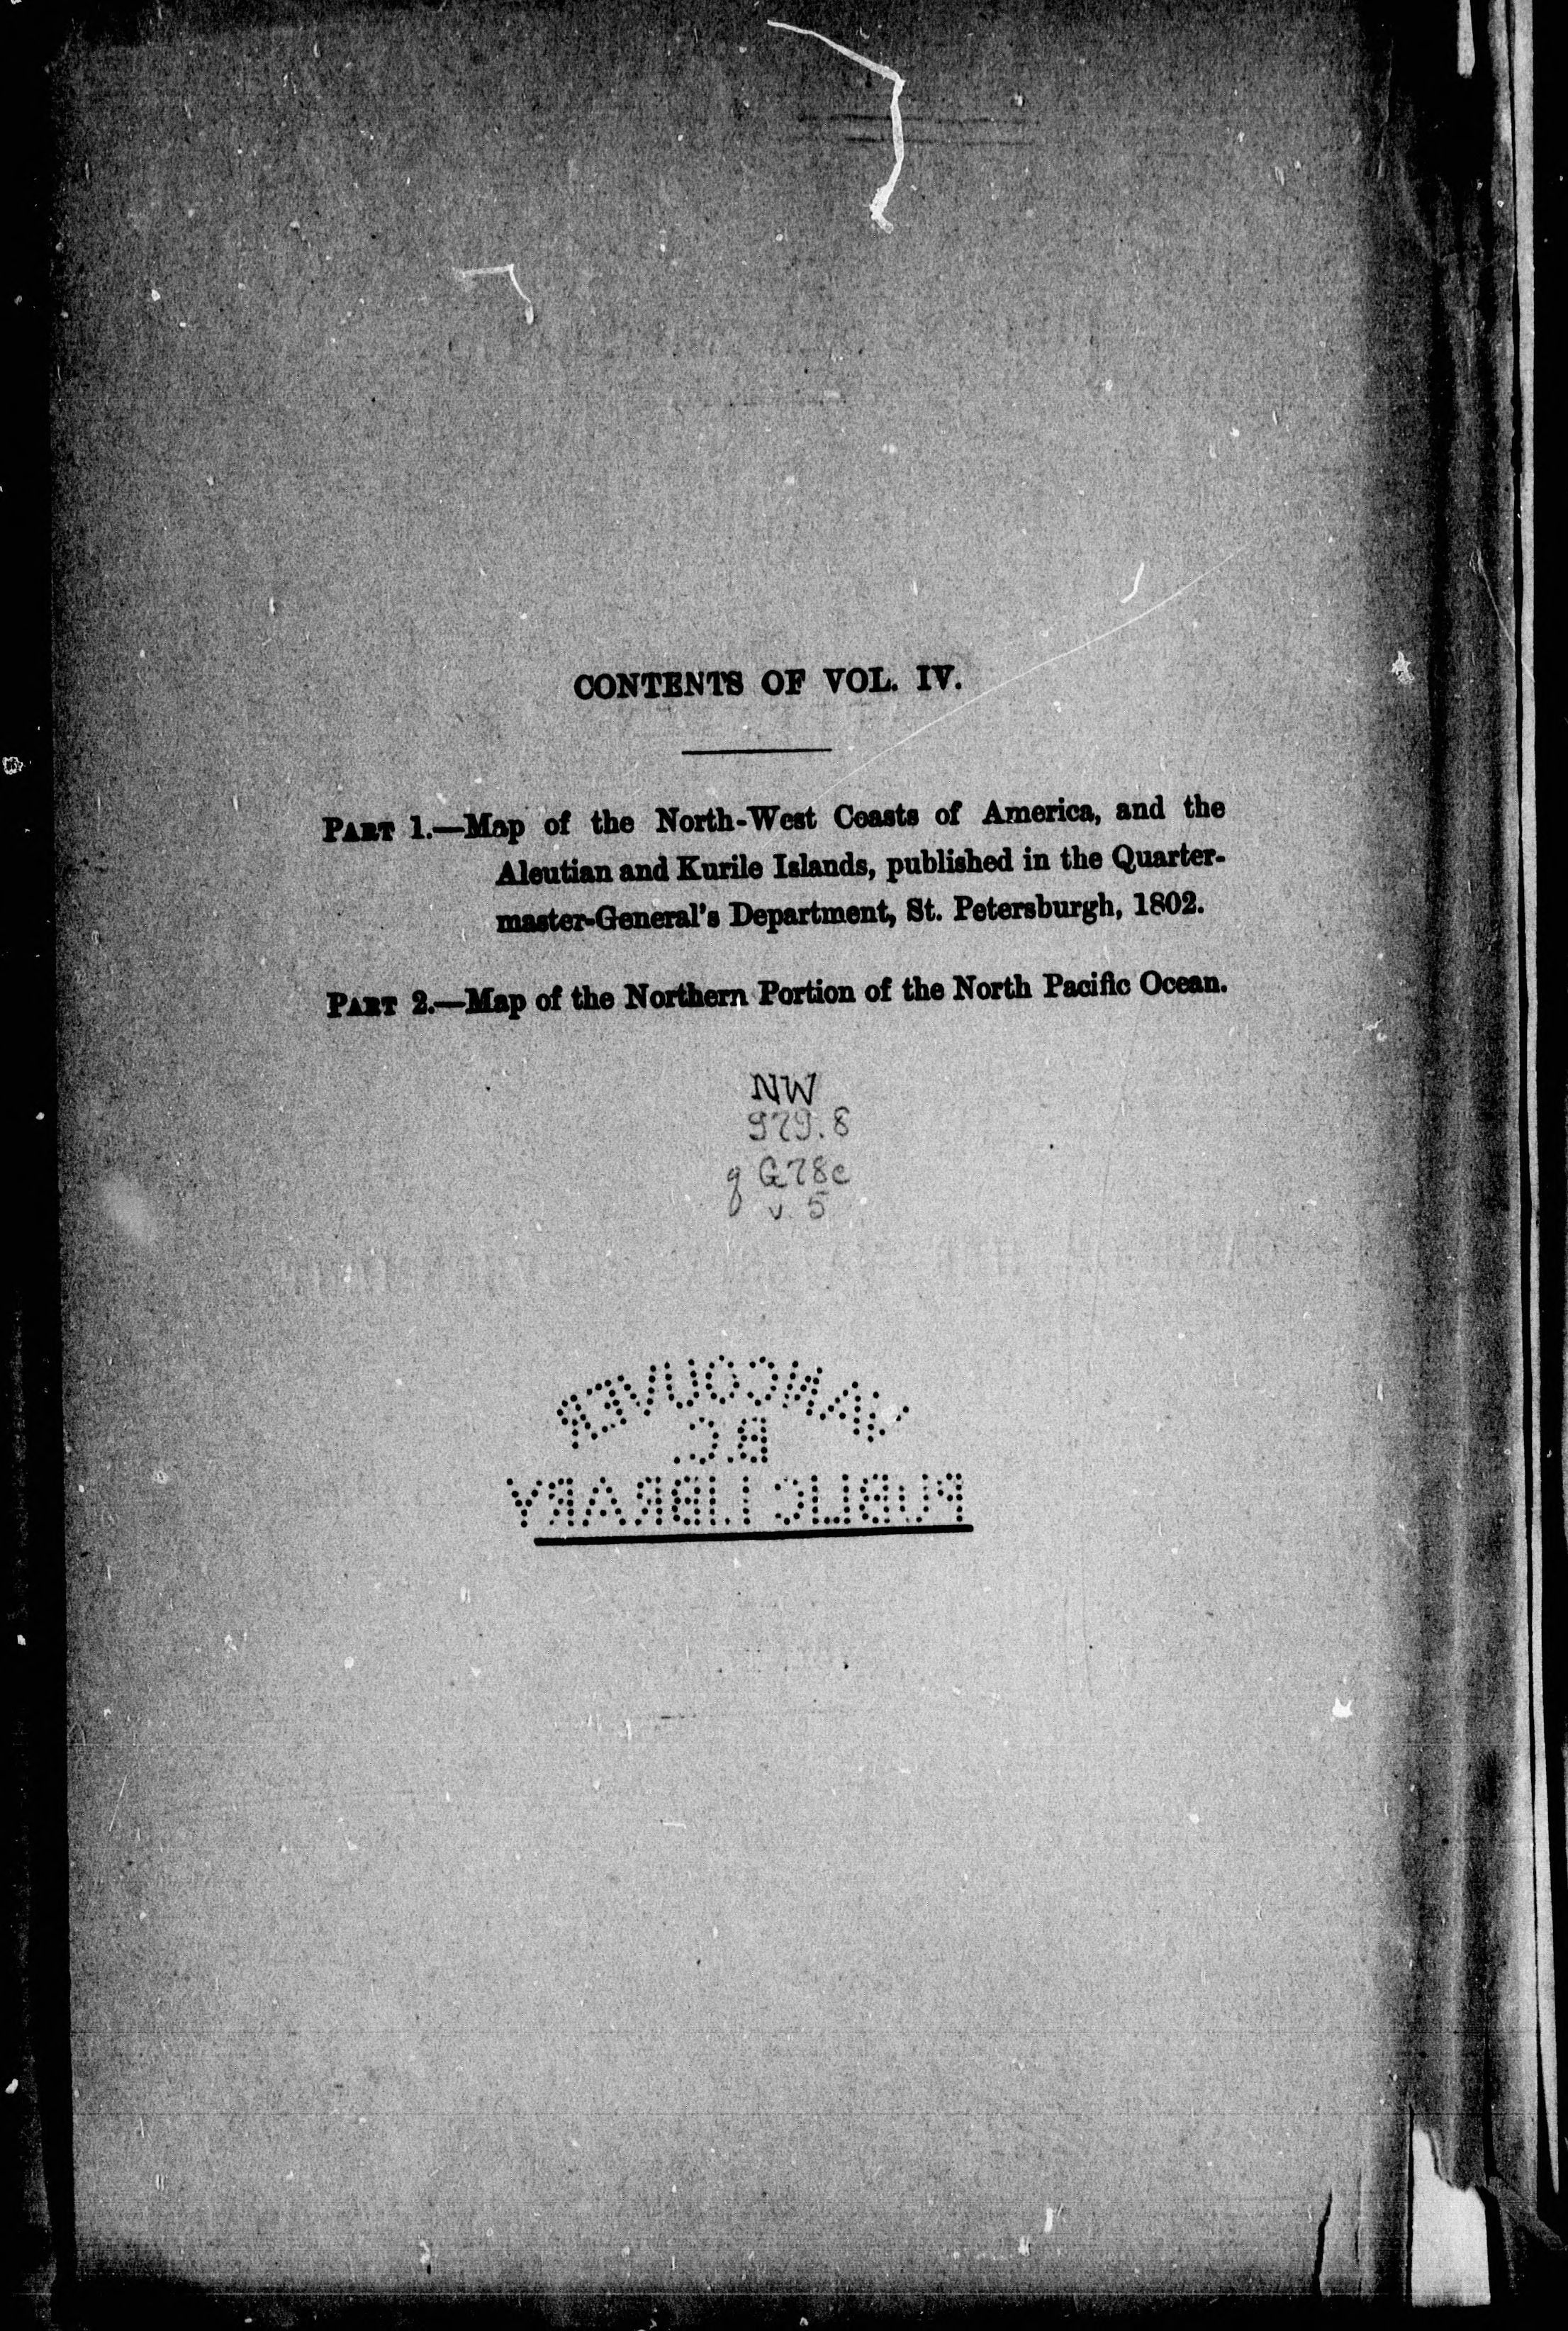 CONTENTS OF VOL. IV.
PART 1.—Map of the North-West Coasts of America, and the
Aleutian and Kurile Islands, published in the Quarter-
master-General's Department, St. Petersburgh, 1802.
PART 2.—Map of the Northern Portion of the North Pacific Ocean.
NW
979.8
q G78c
v. 5
VANCOUVER
BC
PUBLIC LIBRARY